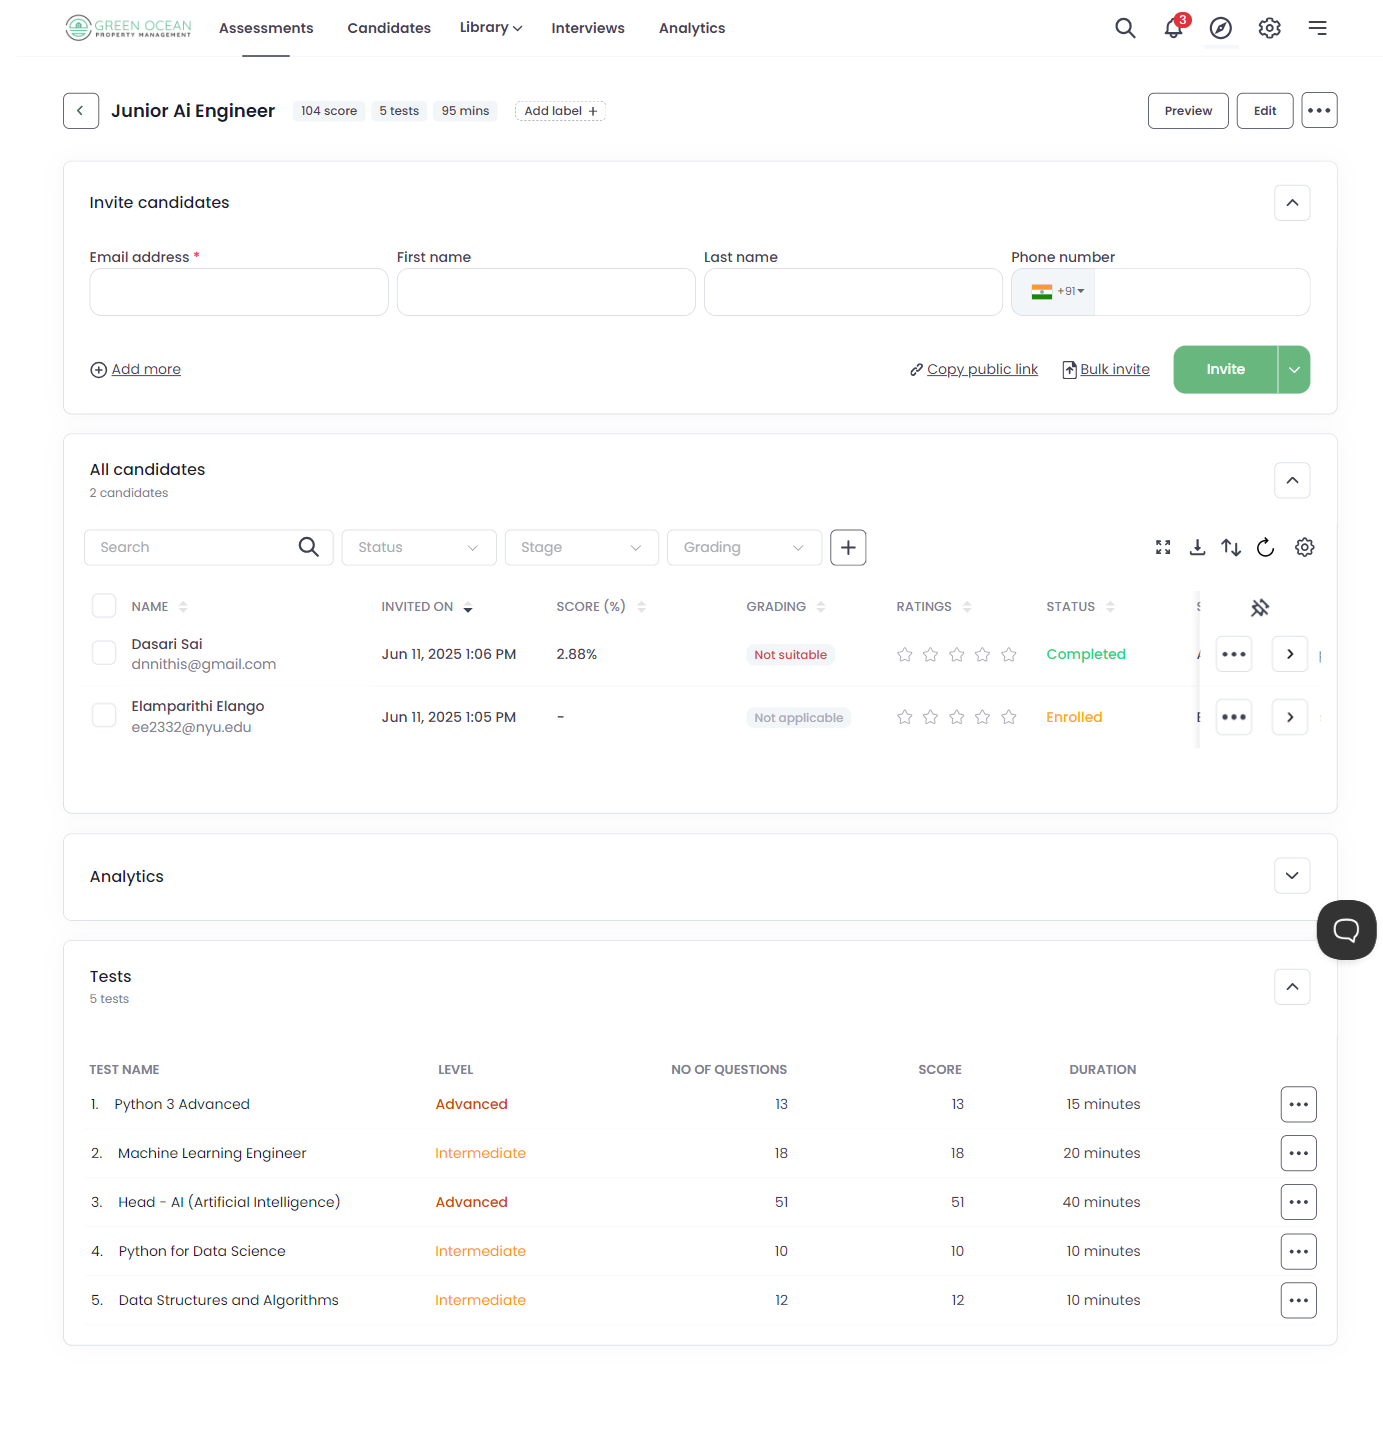 GREEN OCEAN
PROPERTY MANAGEMENT
Assessments Candidates Library Interviews Analytics
3
Junior Ai Engineer 104 score 5 tests 95 mins Add label +
Preview Edit
Invite candidates
Email address * First name Last name Phone number
+91
Add more
Copy public link Bulk invite Invite
All candidates
2 candidates
Search Status Stage Grading
NAME INVITED ON SCORE (%) GRADING RATINGS STATUS
Dasari Sai
dnnithis@gmail.com
Jun 11, 2025 1:06 PM 2.88% Not suitable Completed
Elamparithi Elango
ee2332@nyu.edu
Jun 11, 2025 1:05 PM - Not applicable Enrolled
Analytics
Tests
5 tests
TEST NAME LEVEL NO OF QUESTIONS SCORE DURATION
1. Python 3 Advanced Advanced 13 13 15 minutes
2. Machine Learning Engineer Intermediate 18 18 20 minutes
3. Head - AI (Artificial Intelligence) Advanced 51 51 40 minutes
4. Python for Data Science Intermediate 10 10 10 minutes
5. Data Structures and Algorithms Intermediate 12 12 10 minutes